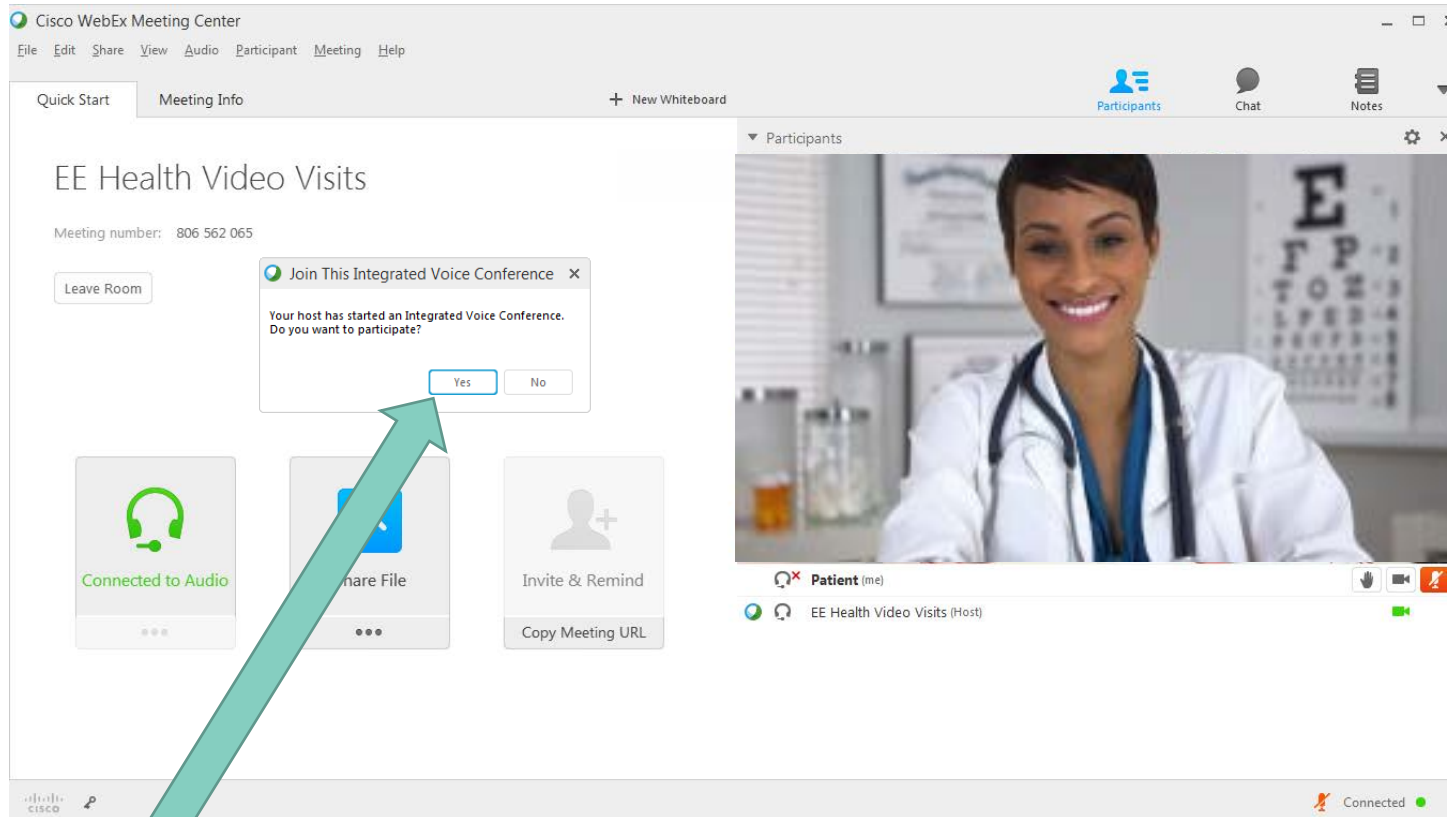 Cisco WebEx Meeting Center
File Edit Share View Audio Participant Meeting Help
Quick Start Meeting Info + New Whiteboard
Participants Chat Notes
Participants
EE Health Video Visits
Meeting number: 806 562 065
Leave Room
Join This Integrated Voice Conference
Your host has started an Integrated Voice Conference.
Do you want to participate?
Yes No
Connected to Audio
hare File
Invite & Remind
Copy Meeting URL
E
F P
T O Z
L P E D
Patient (me)
EE Health Video Visits (Host)
cisco
Connected